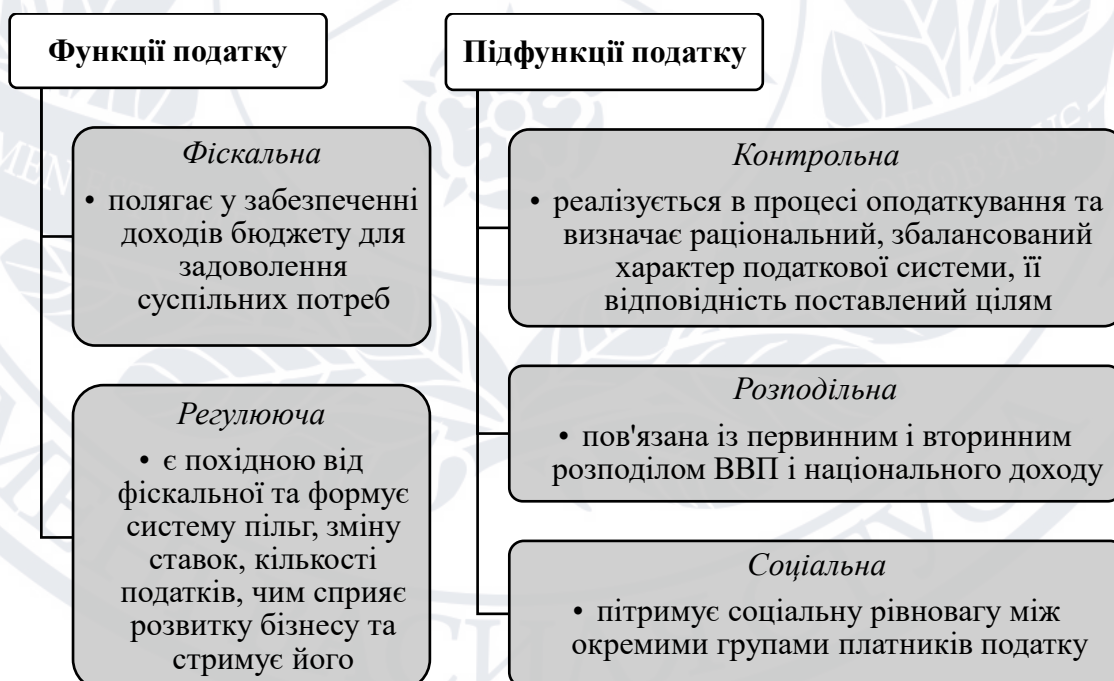 Функції податку
Фіскальна
• полягає у забезпеченні
доходів бюджету для
задоволення
суспільних потреб
Регулююча
• є похідною від
фіскальної та формує
систему пільг, зміну
ставок, кількості
податків, чим сприяє
розвитку бізнесу та
стримує його
Підфункції податку
Контрольна
• реалізується в процесі оподаткування та
визначає раціональний, збалансований
характер податкової системи, її
відповідність поставлений цілям
Розподільна
• пов'язана із первинним і вторинним
розподілом ВВП і національного доходу
Соціальна
• пітримує соціальну рівновагу між
окремими групами платників податку